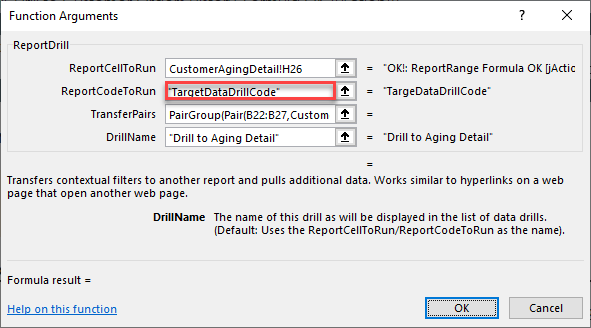 Function Arguments
ReportDrill
ReportCellToRun CustomerAgingDetail!H26 = "OK!: ReportRange Formula OK [jActic
ReportCodeToRun "TargetDataDrillCode" = "TargeDataDrillCode"
TransferPairs PairGroup(Pair(B22:B27,Custom =
DrillName "Drill to Aging Detail" = "Drill to Aging Detail"
=
Transfers contextual filters to another report and pulls additional data. Works similar to hyperlinks on a web
page that open another web page.
DrillName The name of this drill as will be displayed in the list of data drills.
(Default: Uses the ReportCellToRun/ReportCodeToRun as the name).
Formula result =
Help on this function OK Cancel